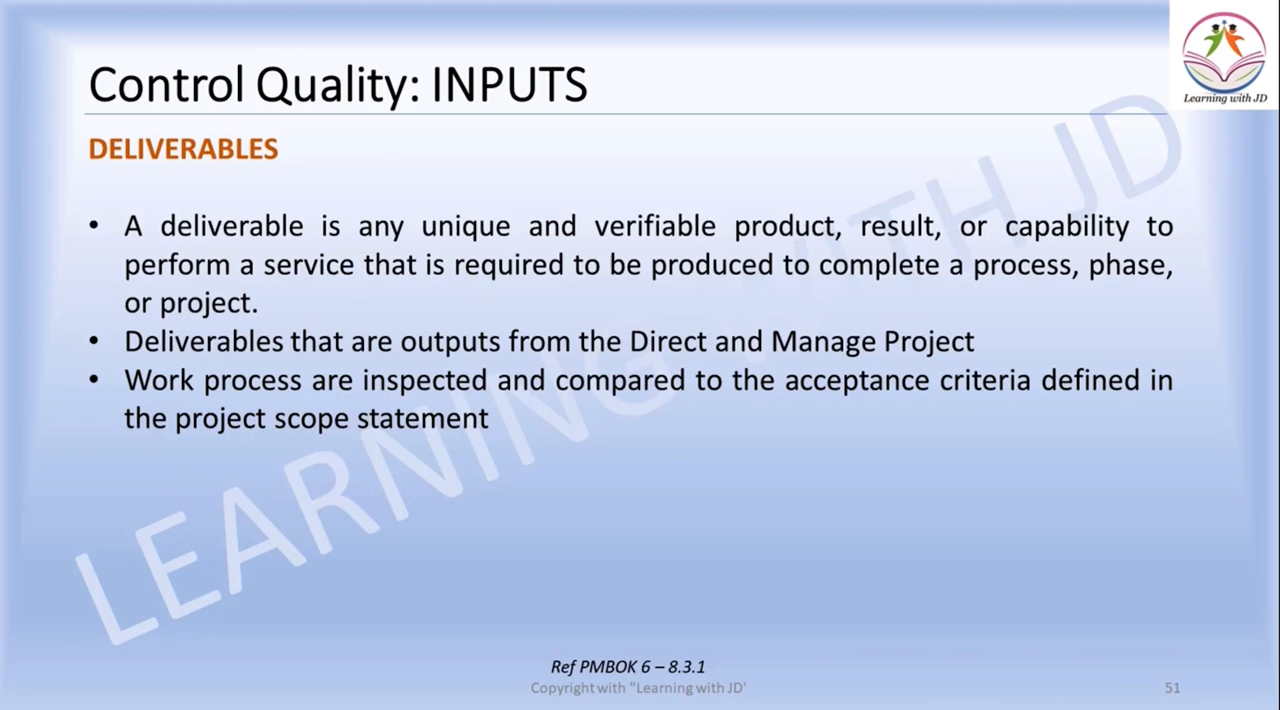 Control Quality: INPUTS
Learning with JD
DELIVERABLES
• A deliverable is any unique and verifiable product, result, or capability to
perform a service that is required to be produced to complete a process, phase,
or project.
• Deliverables that are outputs from the Direct and Manage Project
• Work process are inspected and compared to the acceptance criteria defined in
the project scope statement
LEARNING WITH JD
Ref PMBOK 6 – 8.3.1
Copyright with "Learning with JD'
51